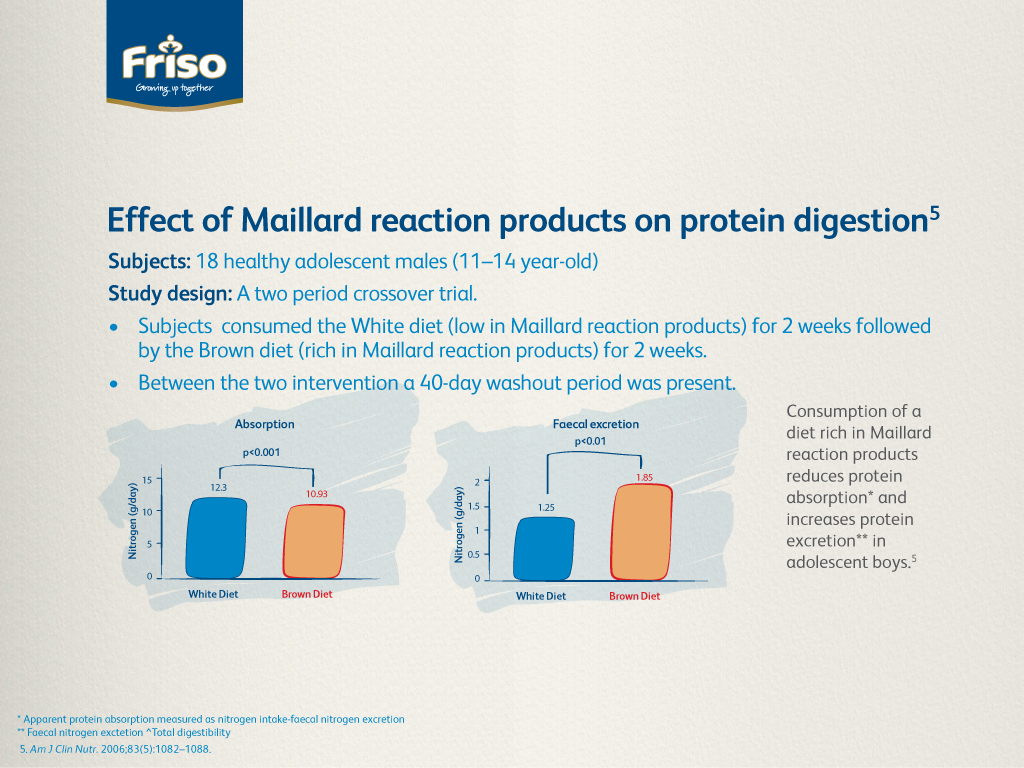 Friso
Growing up together
Effect of Maillard reaction products on protein digestion5
Subjects: 18 healthy adolescent males (11–14 year-old)
Study design: A two period crossover trial.
• Subjects consumed the White diet (low in Maillard reaction products) for 2 weeks followed
by the Brown diet (rich in Maillard reaction products) for 2 weeks.
• Between the two intervention a 40-day washout period was present.
Absorption
p<0.001
Nitrogen (g/day)
15
10
5
0
12.3
10.93
White Diet
Brown Diet
Faecal excretion
p<0.01
Nitrogen (g/day)
2
1.5
1
0.5
0
1.25
1.85
White Diet
Brown Diet
Consumption of a
diet rich in Maillard
reaction products
reduces protein
absorption* and
increases protein
excretion** in
adolescent boys.5
* Apparent protein absorption measured as nitrogen intake-faecal nitrogen excretion
** Faecal nitrogen exctetion ^Total digestibility
5. Am J Clin Nutr. 2006;83(5):1082–1088.